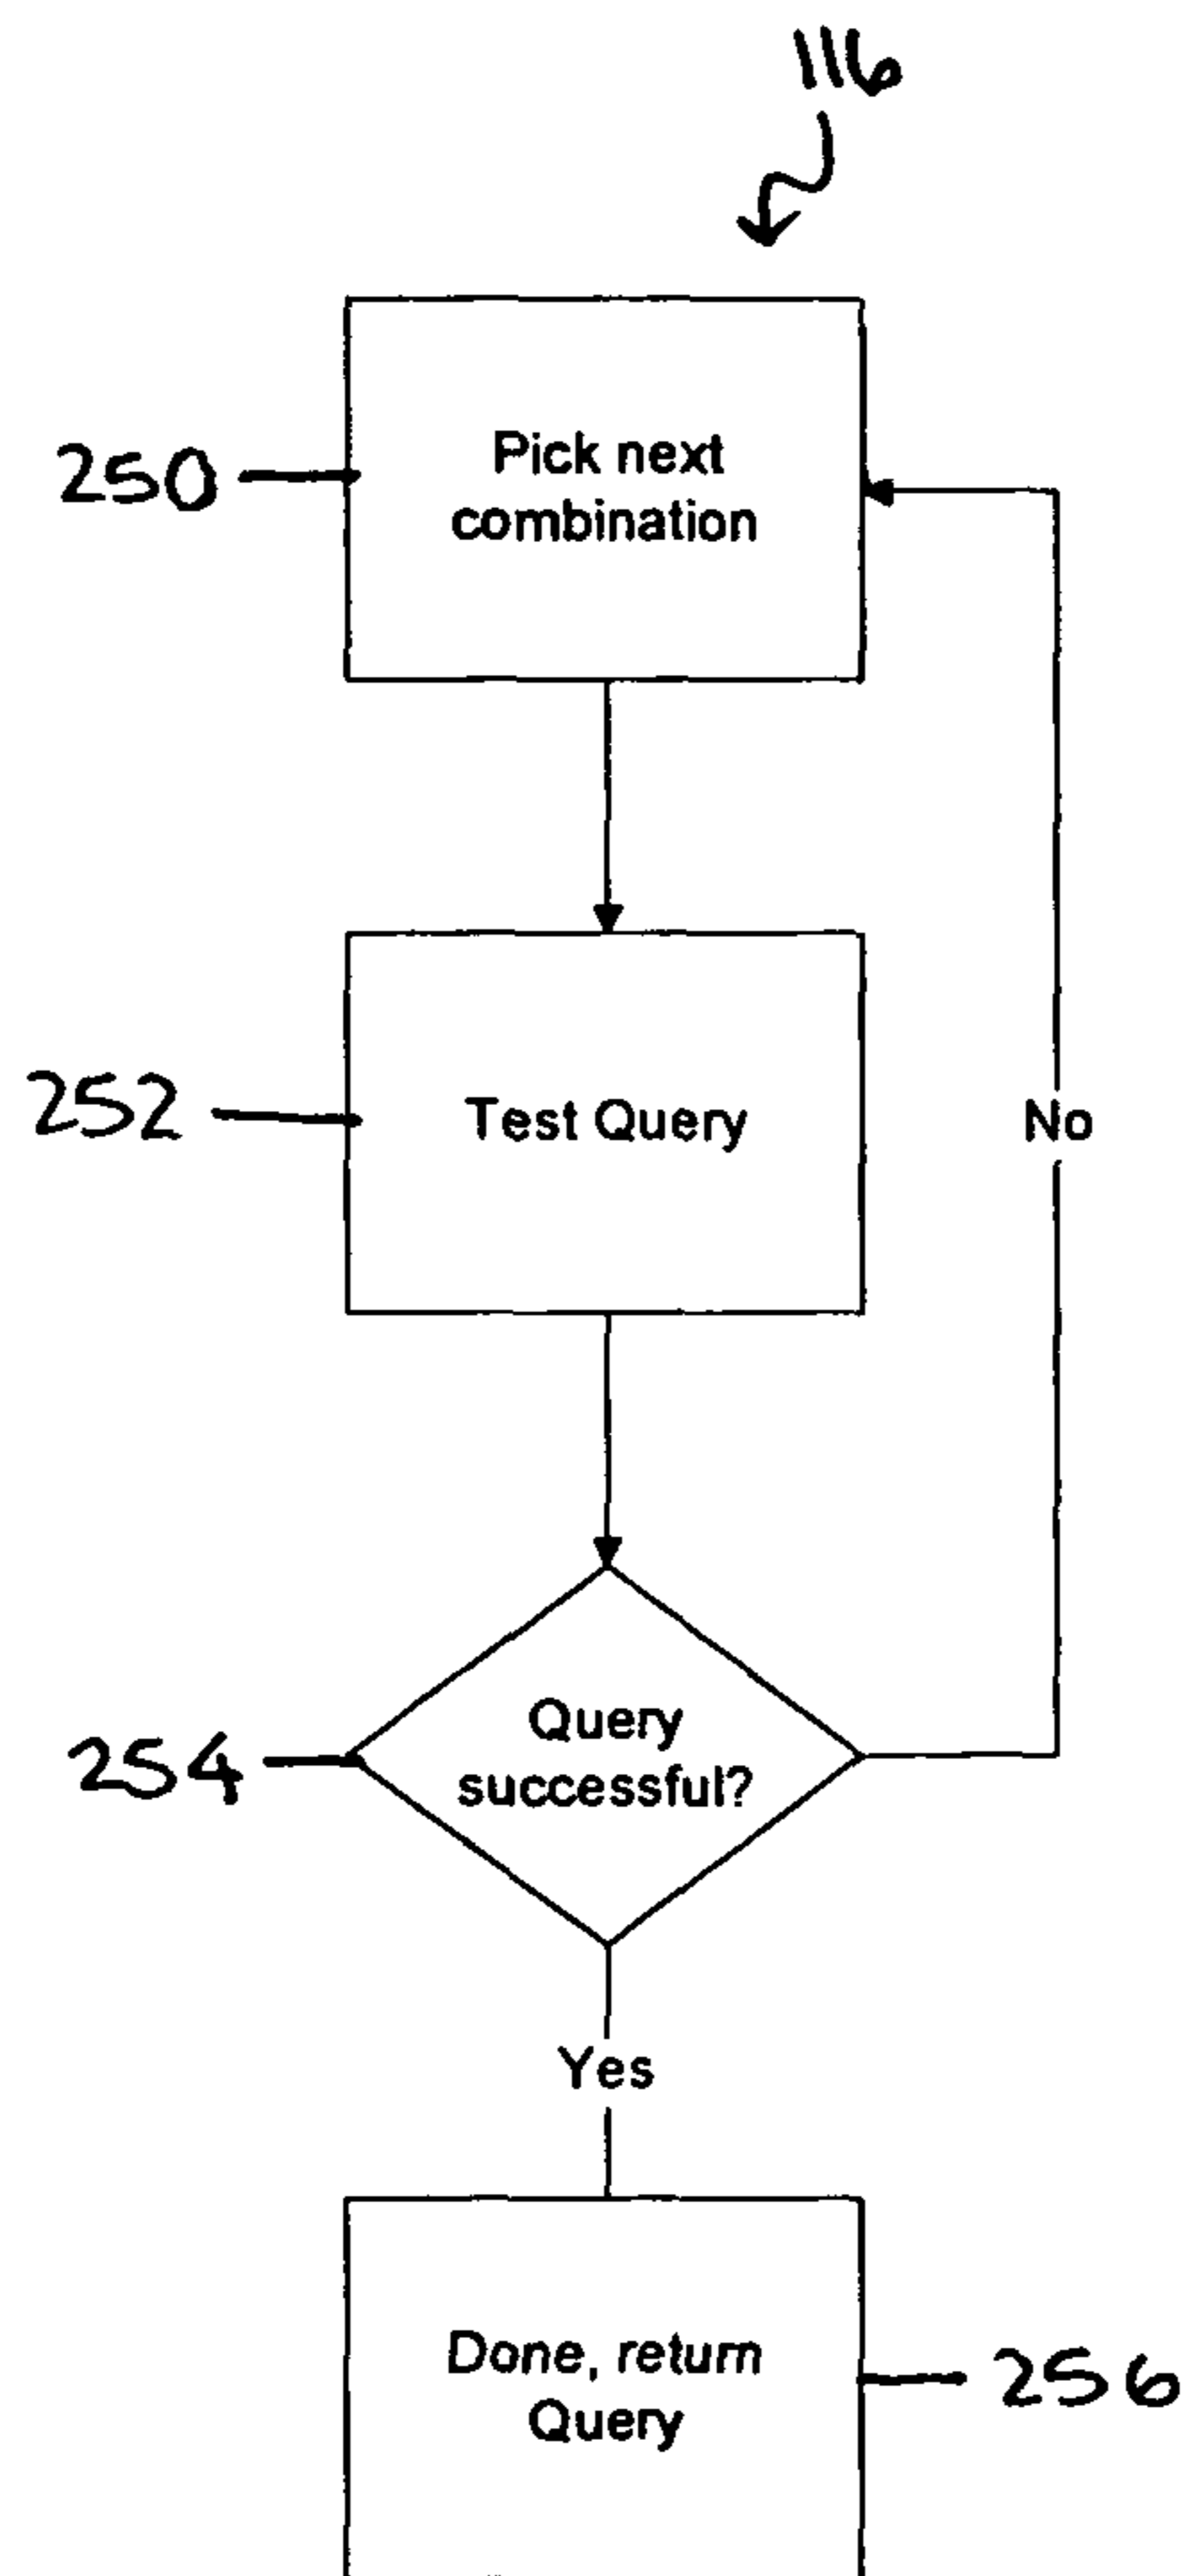 116
250
Pick next
combination
252
Test Query
No
254
Query
successful?
Yes
Done, return
Query
256